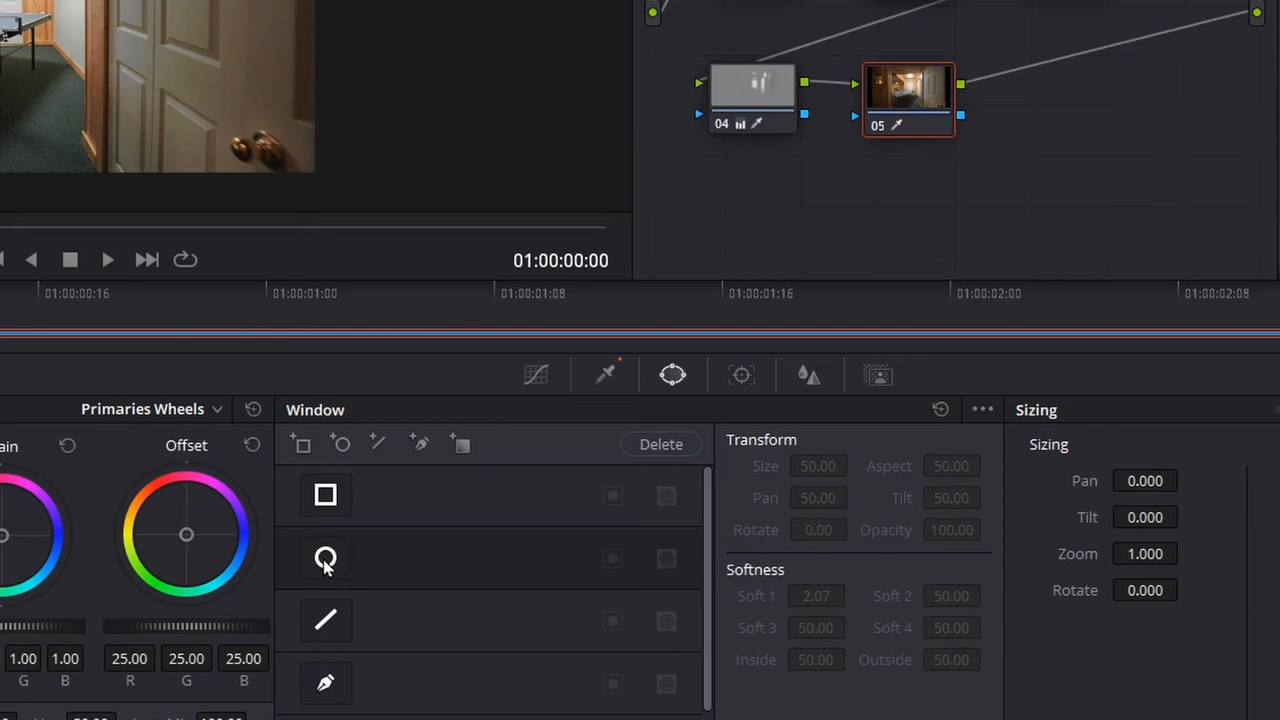 04
05
01:00:00:00
01:00:00:16
01:00:01:00
01:00:01:08
01:00:01:16
01:00:02:00
01:00:02:08
Primaries Wheels
Window
Sizing
ain
Offset
Delete
Transform
Sizing
Size 50.00 Aspect 50.00
Pan 50.00 Tilt 50.00
Rotate 0.00 Opacity 100.00
Pan 0.000
Tilt 0.000
Zoom 1.000
Rotate 0.000
Softness
Soft 1 2.07 Soft 2 50.00
Soft 3 50.00 Soft 4 50.00
Inside 50.00 Outside 50.00
1.00 1.00 25.00 25.00 25.00
G B R G B